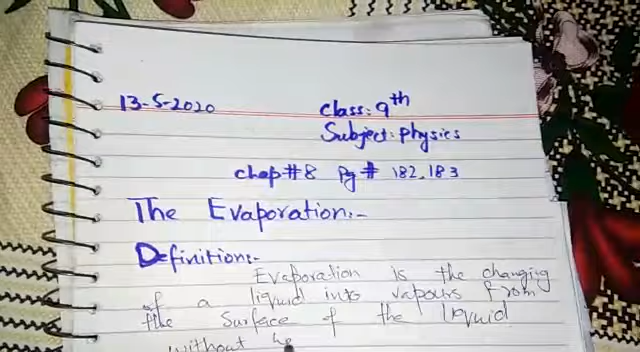 13-5-2020 Class: 9th
Subject: Physics
chap#8 Pg# 182,183
The Evaporation:-
Definition:-
Evaporation is the changing
of a liquid into vapours from
the surface of the liquid
without